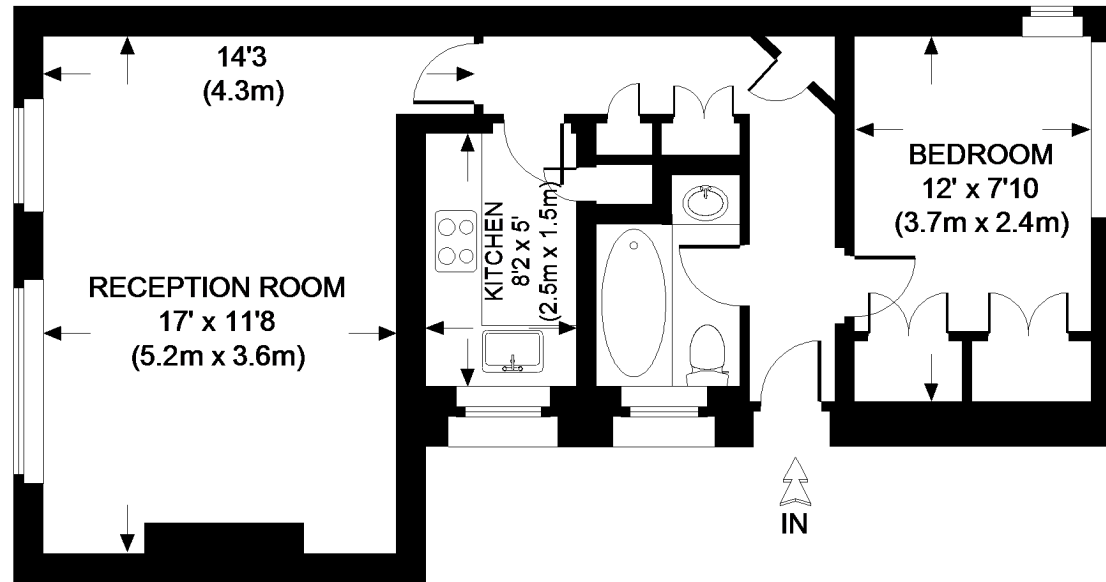 14'3
(4.3m)
RECEPTION ROOM
17' x 11'8
(5.2m x 3.6m)
KITCHEN
8'2 x 5'
(2.5m x 1.5m)
BEDROOM
12' x 7'10
(3.7m x 2.4m)
IN